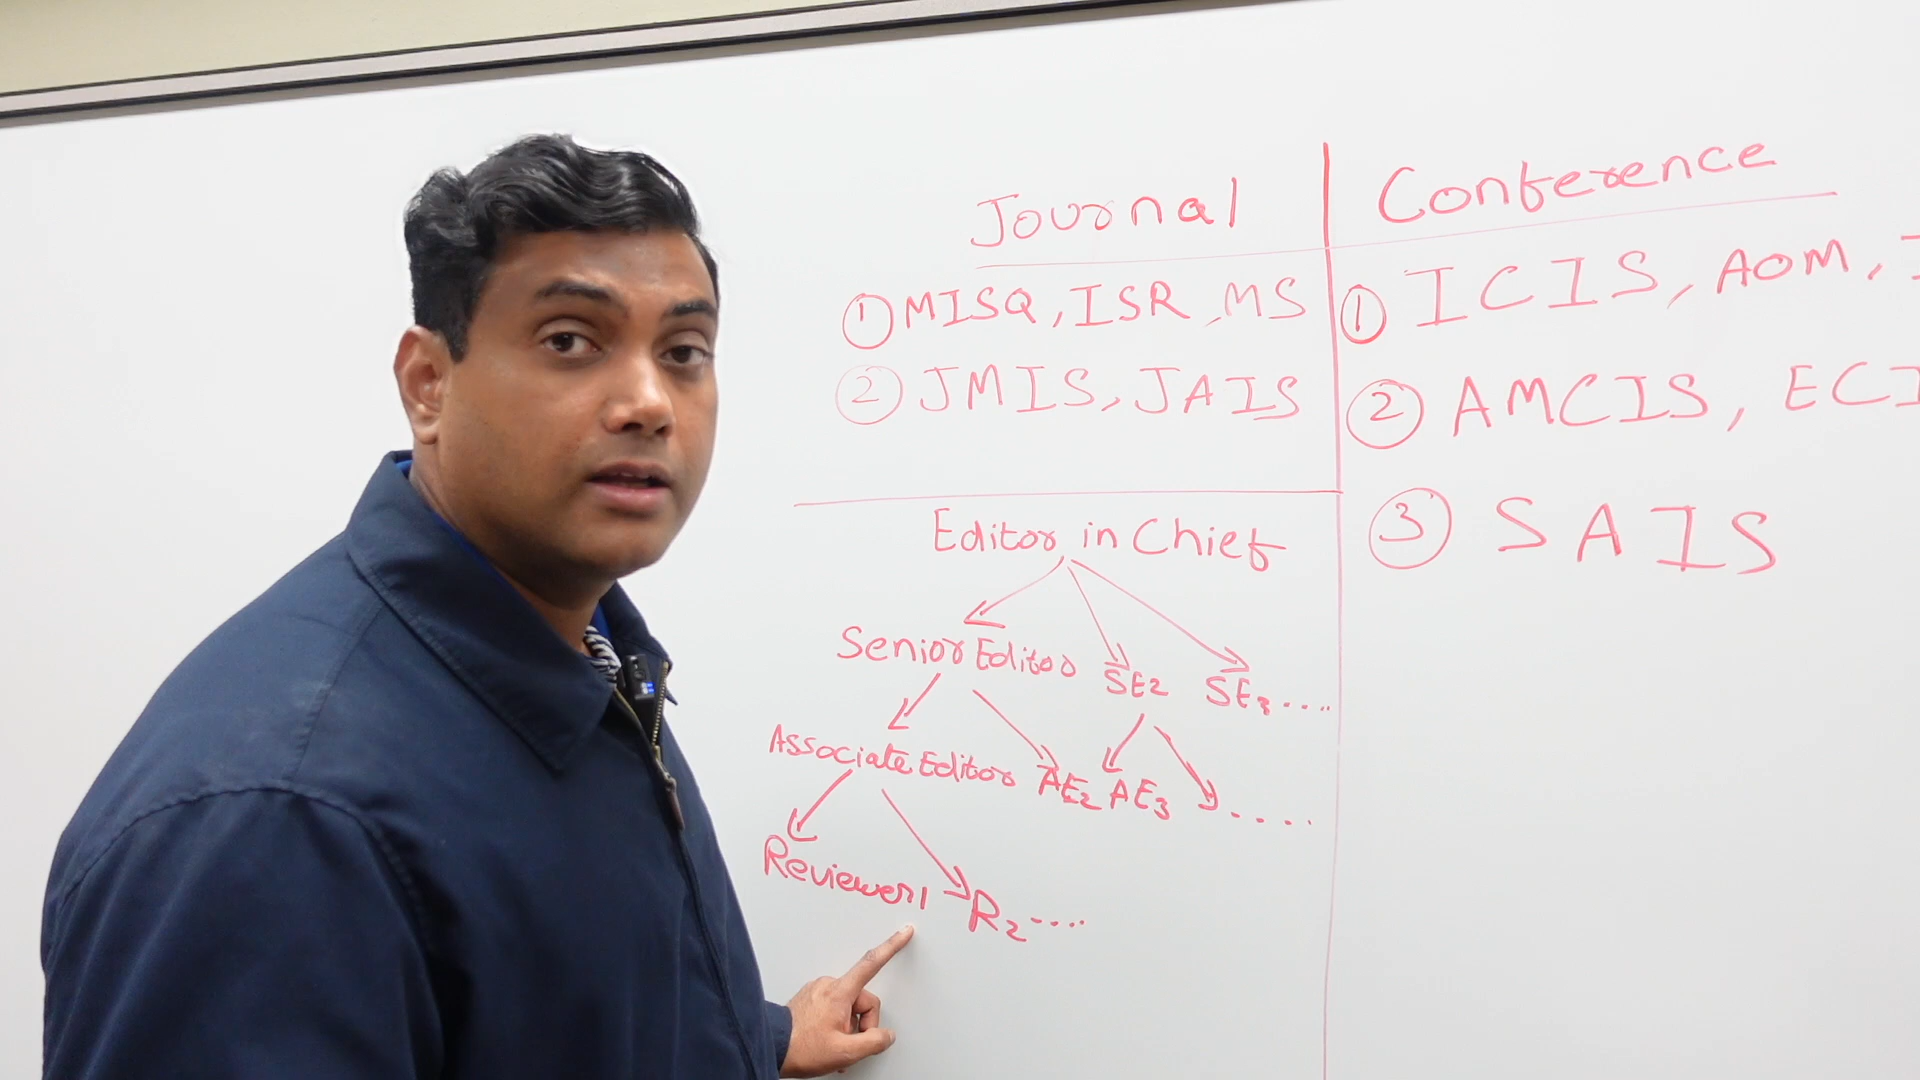 Journal
① MISQ, ISR, MS
② JMIS, JAIS
Editor in Chief
Senior Editor SE2 SE3 ....
Associate Editor AE2 AE3 ....
Reviewer1 R2 ....
Conference
① ICIS, AOM,
② AMCIS, ECI
③ SAIS